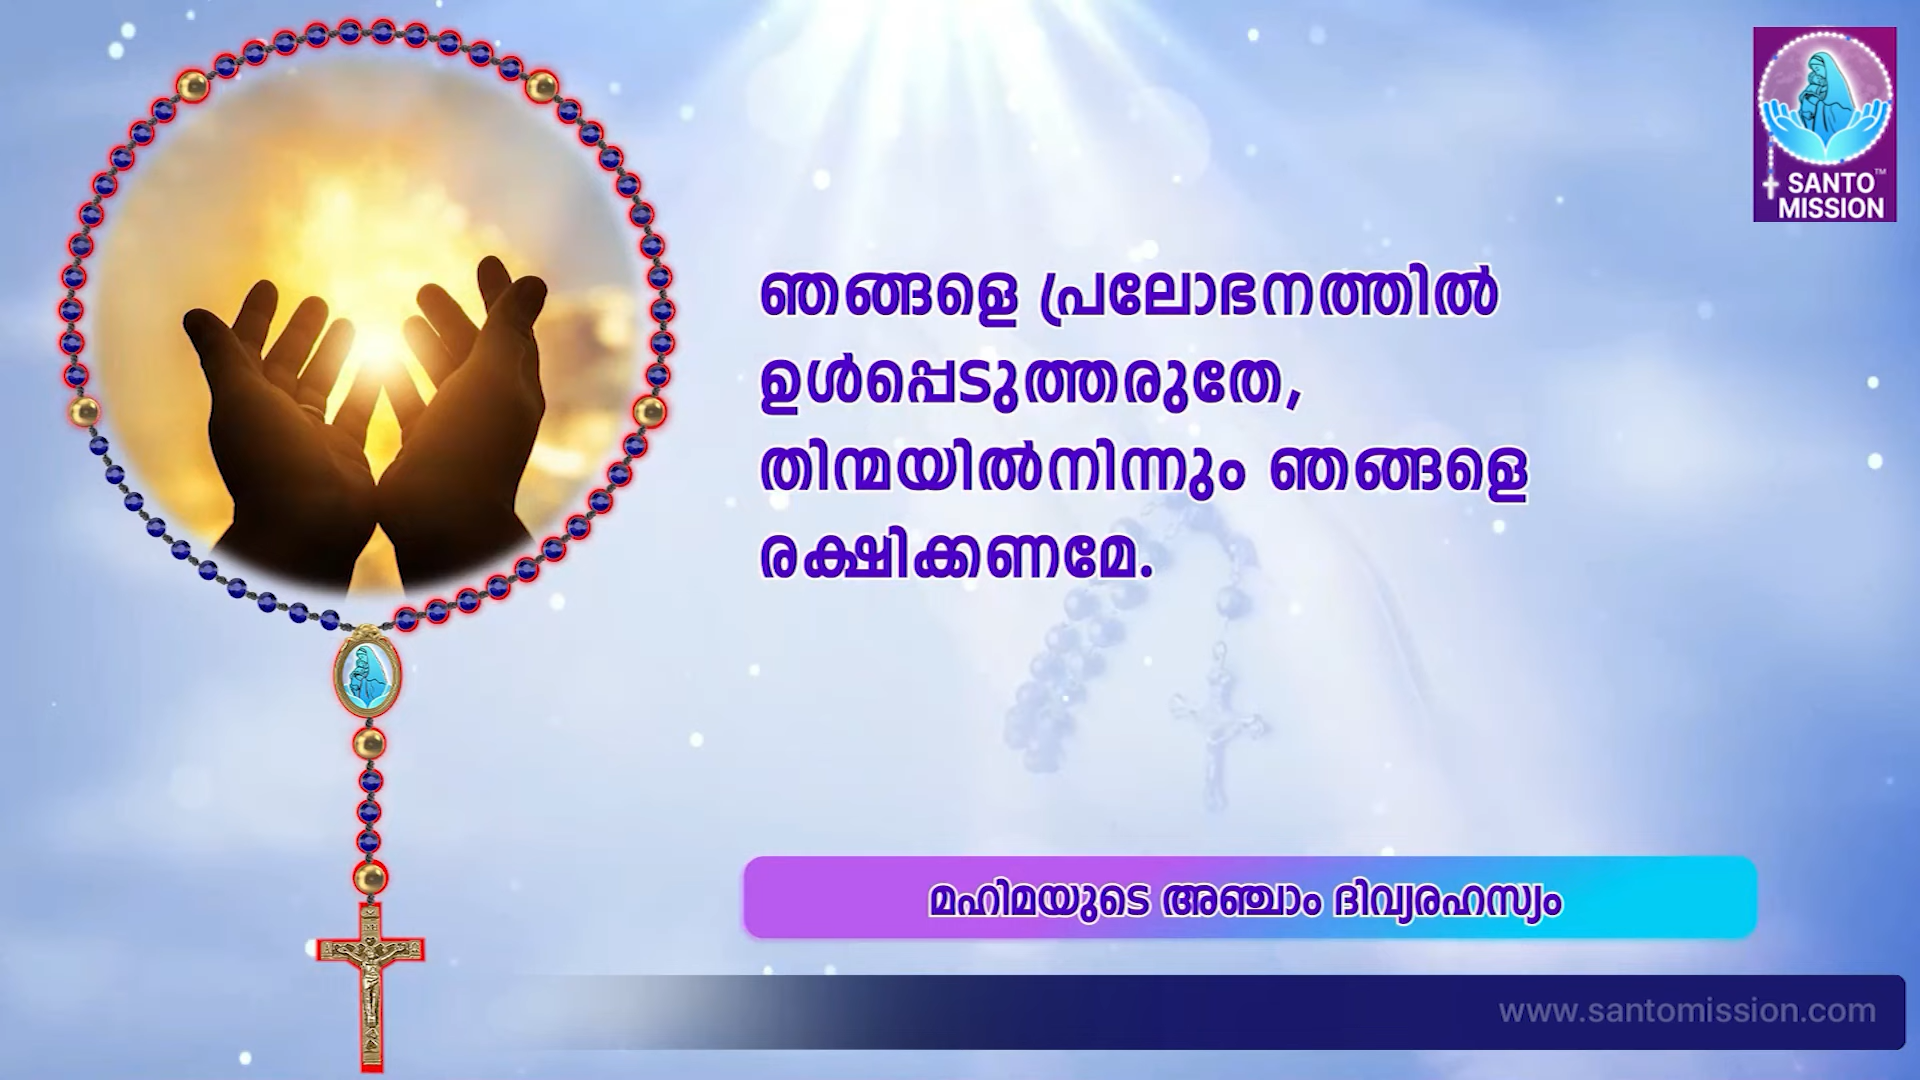 SANTO™
MISSION
ഞങ്ങളെ പ്രലോഭനത്തിൽ
ഉൾപ്പെടുത്തരുതേ,
തിന്മയിൽനിന്നും ഞങ്ങളെ
രക്ഷിക്കണമേ.
മഹിമയുടെ അഞ്ചാം ദിവ്യരഹസ്യം
www.santomission.com